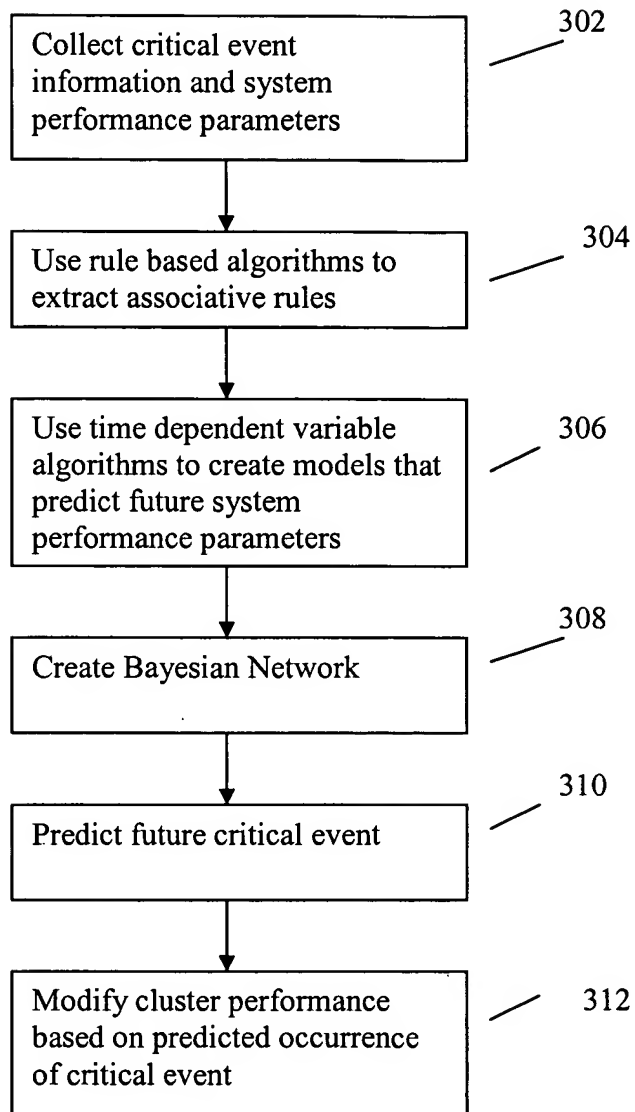 302
Collect critical event
information and system
performance parameters
304
Use rule based algorithms to
extract associative rules
306
Use time dependent variable
algorithms to create models that
predict future system
performance parameters
308
Create Bayesian Network
310
Predict future critical event
312
Modify cluster performance
based on predicted occurrence
of critical event